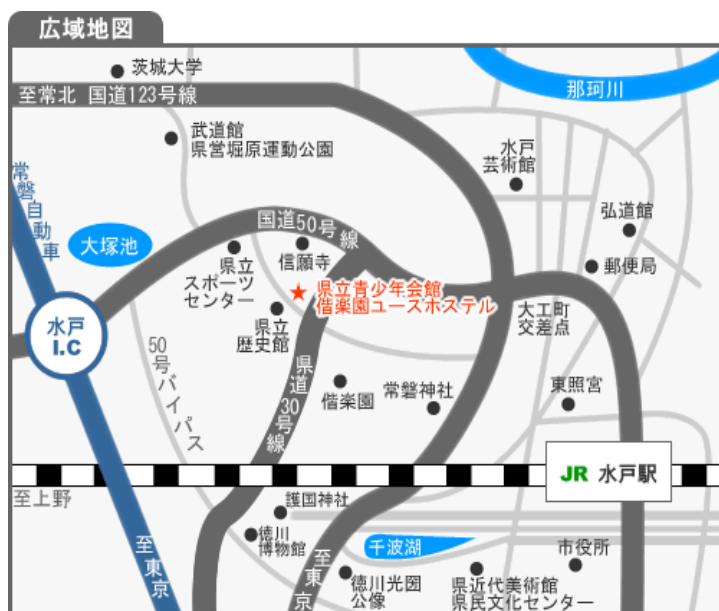 広域地図
茨城大学
那珂川
至常北 国道123号線
武道館
県営堀原運動公園
水戸
芸術館
常磐自動車
弘道館
国道50号線
大塚池
信願寺
県立
スポーツ
センター
郵便局
県立青少年会館
偕楽園ユースホステル
県立
歴史館
大工町
交差点
水戸
I.C
50号バイパス
県道30号線
偕楽園
常磐神社
東照宮
JR 水戸駅
至上野
護国神社
徳川
博物館
千波湖
市役所
至東京
至東京
徳川光圀
公像
県近代美術館
県民文化センター